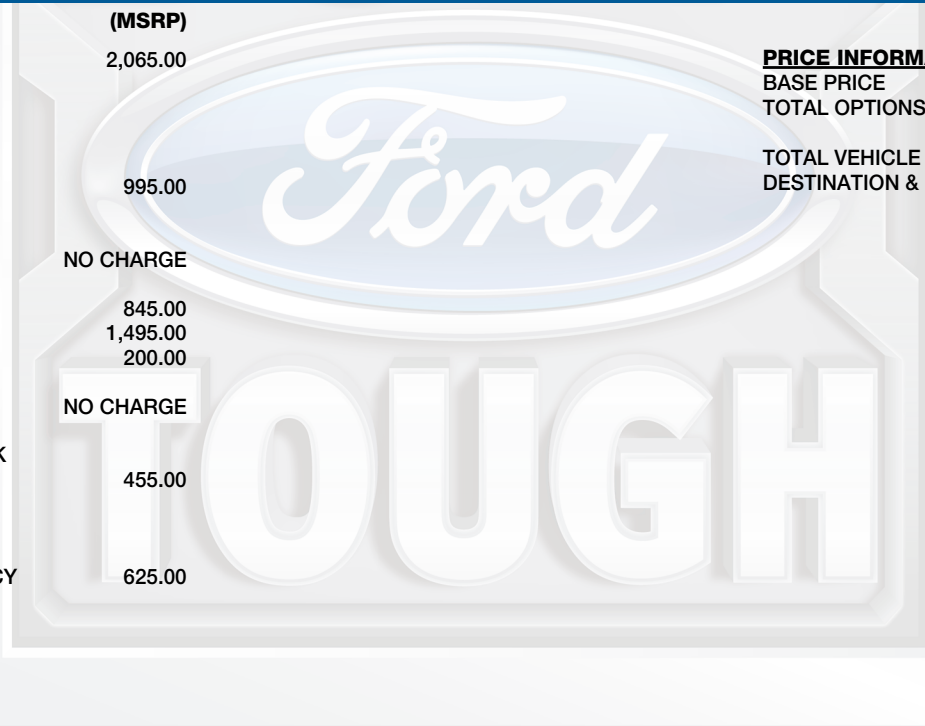 (MSRP)
2,065.00
PRICE INFORM
BASE PRICE
TOTAL OPTIONS
TOTAL VEHICLE
995.00
DESTINATION &
NO CHARGE
845.00
1,495.00
200.00
NO CHARGE
455.00
CY 625.00
Ford
TOUGH